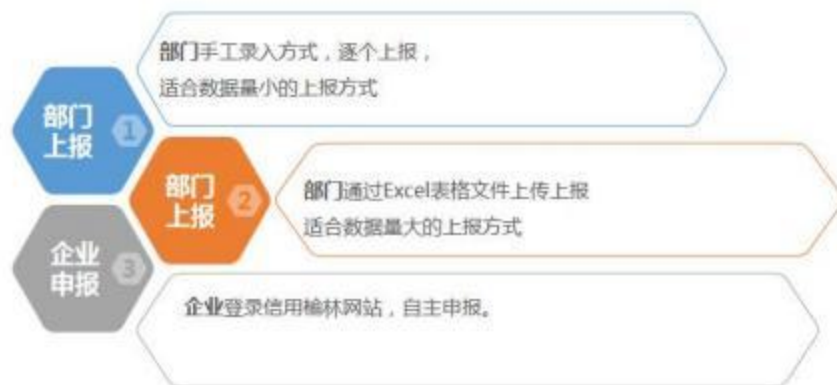 部门手工录入方式，逐个上报，
适合数据量小的上报方式
部门
上报
1
部门
上报
2
部门通过Excel表格文件上传上报
适合数据量大的上报方式
企业
申报
3
企业登录信用榆林网站，自主申报。